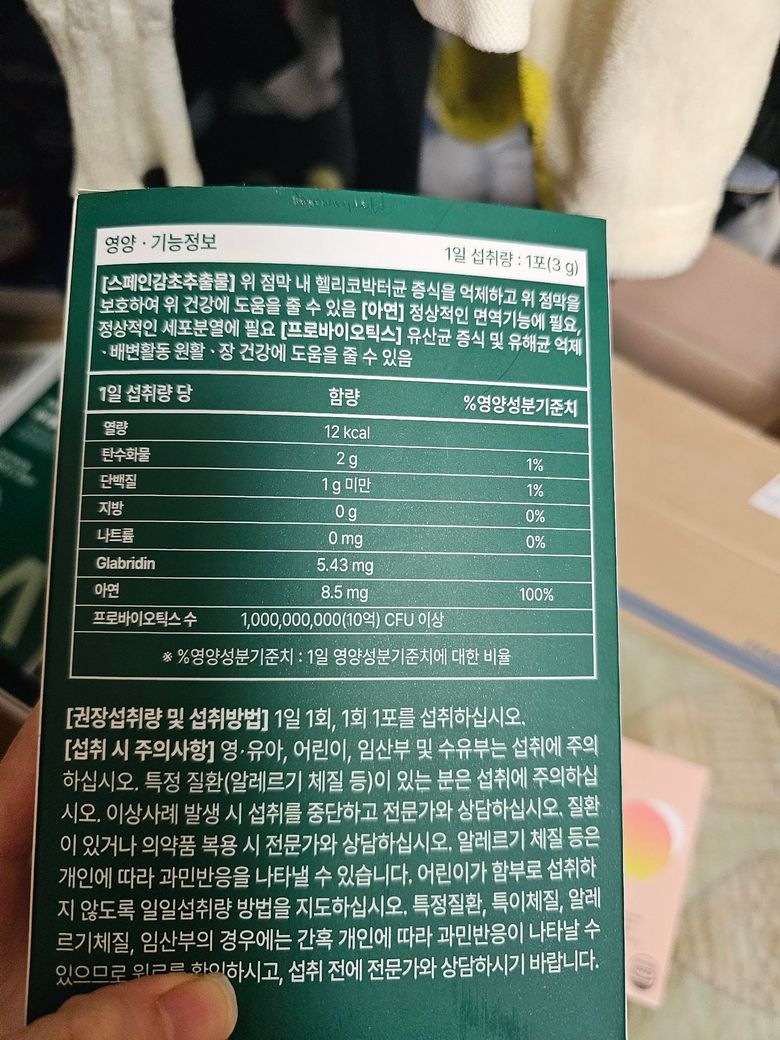 영양 · 기능정보
1일 섭취량 : 1포(3 g)
[스페인감초추출물] 위 점막 내 헬리코박터균 증식을 억제하고 위 점막을
보호하여 위 건강에 도움을 줄 수 있음 [아연] 정상적인 면역기능에 필요,
정상적인 세포분열에 필요 [프로바이오틱스] 유산균 증식 및 유해균 억제
· 배변활동 원활 · 장 건강에 도움을 줄 수 있음
1일 섭취량 당 함량 %영양성분기준치
열량 12 kcal
탄수화물 2 g 1%
단백질 1 g 미만 1%
지방 0 g 0%
나트륨 0 mg 0%
Glabridin 5.43 mg
아연 8.5 mg 100%
프로바이오틱스 수 1,000,000,000(10억) CFU 이상
※ %영양성분기준치 : 1일 영양성분기준치에 대한 비율
[권장섭취량 및 섭취방법] 1일 1회, 1회 1포를 섭취하십시오.
[섭취 시 주의사항] 영·유아, 어린이, 임산부 및 수유부는 섭취에 주의
하십시오. 특정 질환(알레르기 체질 등)이 있는 분은 섭취에 주의하십
시오. 이상사례 발생 시 섭취를 중단하고 전문가와 상담하십시오. 질환
이 있거나 의약품 복용 시 전문가와 상담하십시오. 알레르기 체질 등은
개인에 따라 과민반응을 나타낼 수 있습니다. 어린이가 함부로 섭취하
지 않도록 일일섭취량 방법을 지도하십시오. 특정질환, 특이체질, 알레
르기체질, 임산부의 경우에는 간혹 개인에 따라 과민반응이 나타날 수
있으므로 원료를 확인하시고, 섭취 전에 전문가와 상담하시기 바랍니다.